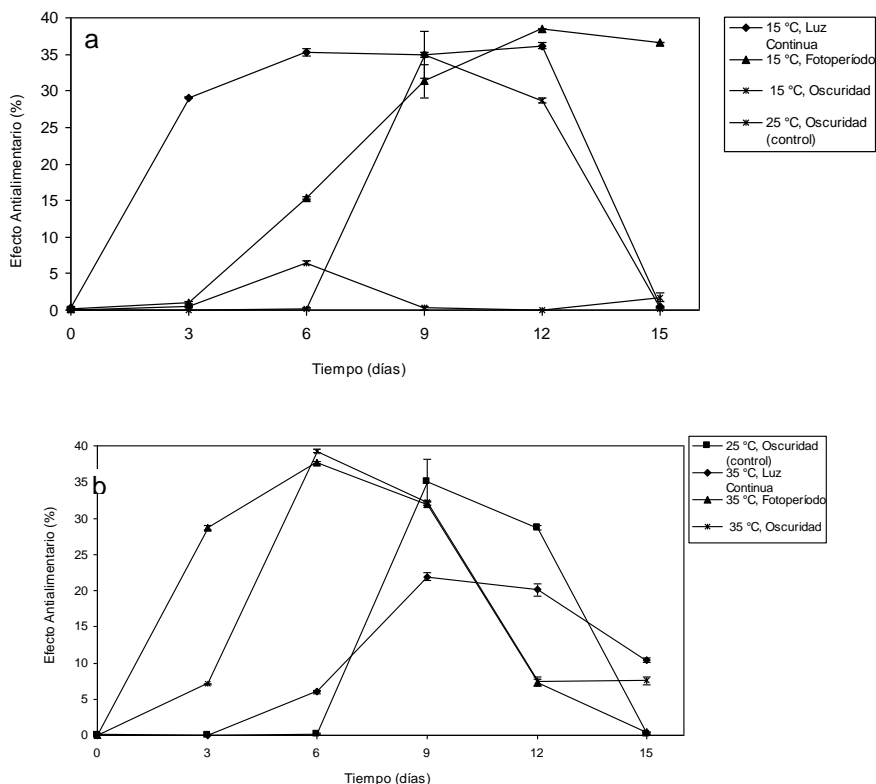 a
Efecto Antialimentario (%)
40
35
30
25
20
15
10
5
0
0 3 6 9 12 15
Tiempo (días)
15 °C, Luz
Continua
15 °C, Fotoperíodo
15 °C, Oscuridad
25 °C, Oscuridad
(control)
b
Efecto Antialimentario (%)
40
35
30
25
20
15
10
5
0
0 3 6 9 12 15
Tiempo (días)
25 °C, Oscuridad
(control)
35 °C, Luz
Continua
35 °C, Fotoperíodo
35 °C, Oscuridad